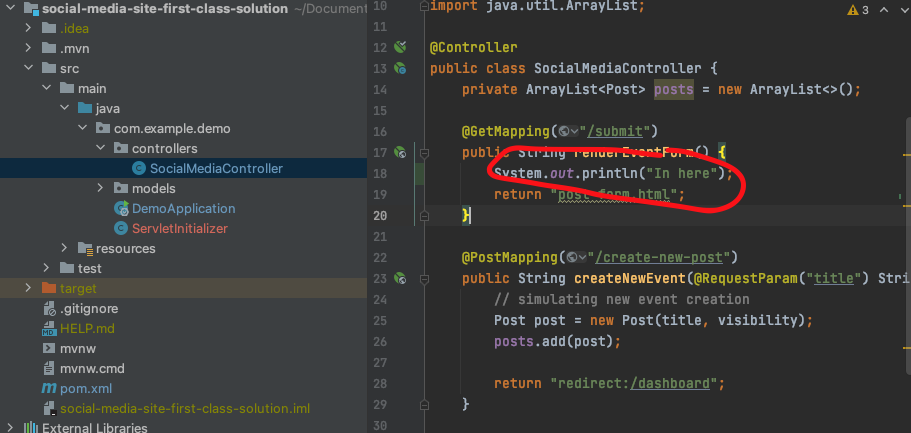 social-media-site-first-class-solution ~/Document
.idea
.mvn
src
main
java
com.example.demo
controllers
SocialMediaController
models
DemoApplication
ServletInitializer
resources
test
target
.gitignore
HELP.md
mvnw
mvnw.cmd
pom.xml
social-media-site-first-class-solution.iml
External Libraries
3
10 import java.util.ArrayList;
11
12 @Controller
13 public class SocialMediaController {
14 private ArrayList<Post> posts = new ArrayList<>();
15
16 @GetMapping("/submit")
17 public String renderEventForm() {
18 System.out.println("In here");
19 return "post form.html";
20 }
21
22 @PostMapping("/create-new-post")
23 public String createNewEvent(@RequestParam("title") Stri
24 // simulating new event creation
25 Post post = new Post(title, visibility);
26 posts.add(post);
27
28 return "redirect:/dashboard";
29 }
30